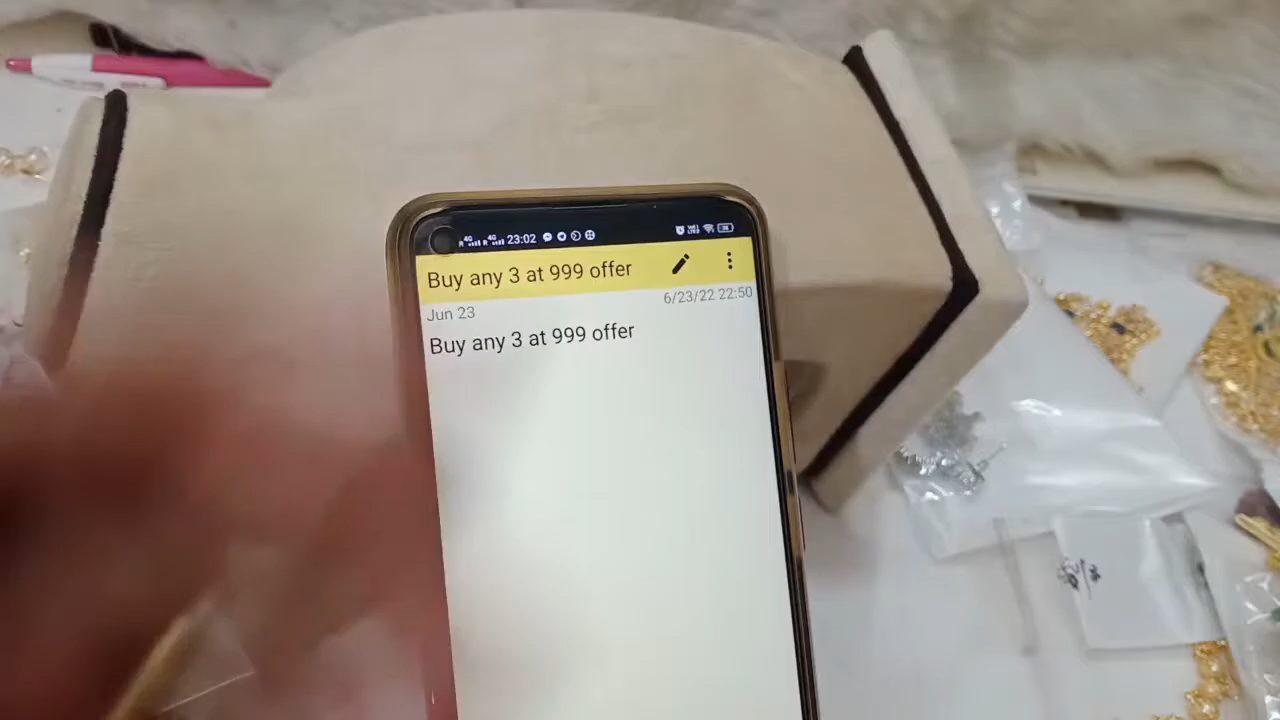 23:02
Buy any 3 at 999 offer
Jun 23
6/23/22 22:50
Buy any 3 at 999 offer